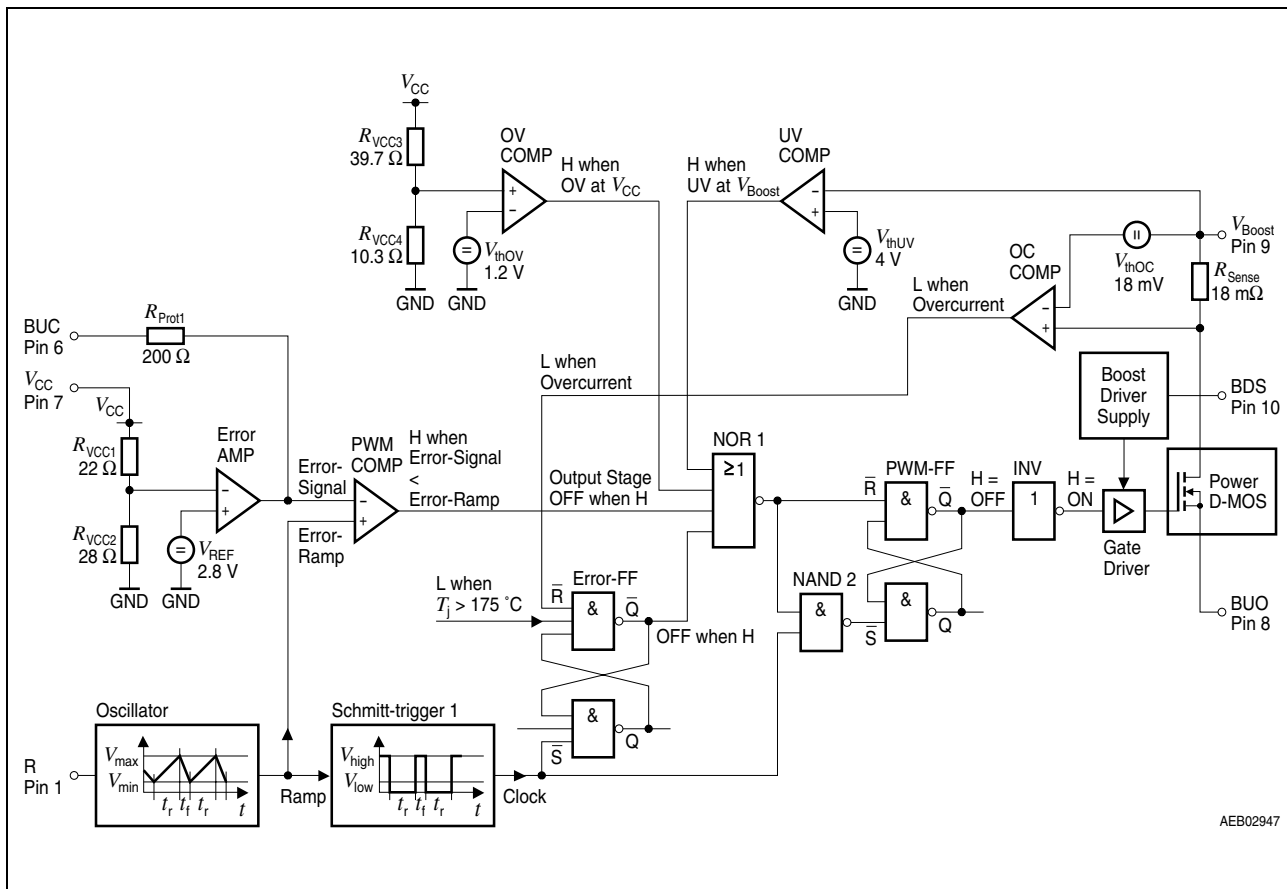 V_CC
R_VCC3
39.7 Ω
R_VCC4
10.3 Ω
GND
OV
COMP
+
−
=
V_thOV
1.2 V
GND
H when
OV at V_CC
H when
UV at V_Boost
UV
COMP
−
+
=
V_thUV
4 V
GND
V_Boost
Pin 9
=
V_thOC
18 mV
R_Sense
18 mΩ
OC
COMP
−
+
L when
Overcurrent
BUC
Pin 6
R_Prot1
200 Ω
V_CC
Pin 7
V_CC
R_VCC1
22 Ω
R_VCC2
28 Ω
GND
Error
AMP
−
+
=
V_REF
2.8 V
GND
Error-
Signal
Error-
Ramp
PWM
COMP
−
+
H when
Error-Signal
<
Error-Ramp
L when
Overcurrent
Output Stage
OFF when H
NOR 1
≥1
L when
T_j > 175 ˚C
Error-FF
R̅
&
Q̅
OFF when H
&
S̅
Q
NAND 2
&
PWM-FF
R̅
&
Q̅
S̅
&
Q
H =
OFF
INV
1
H =
ON
Gate
Driver
Boost
Driver
Supply
BDS
Pin 10
Power
D-MOS
BUO
Pin 8
R
Pin 1
Oscillator
V_max
V_min
t_r t_f t_r t
Ramp
Schmitt-trigger 1
V_high
V_low
t_r t_f t_r t
Clock
AEB02947